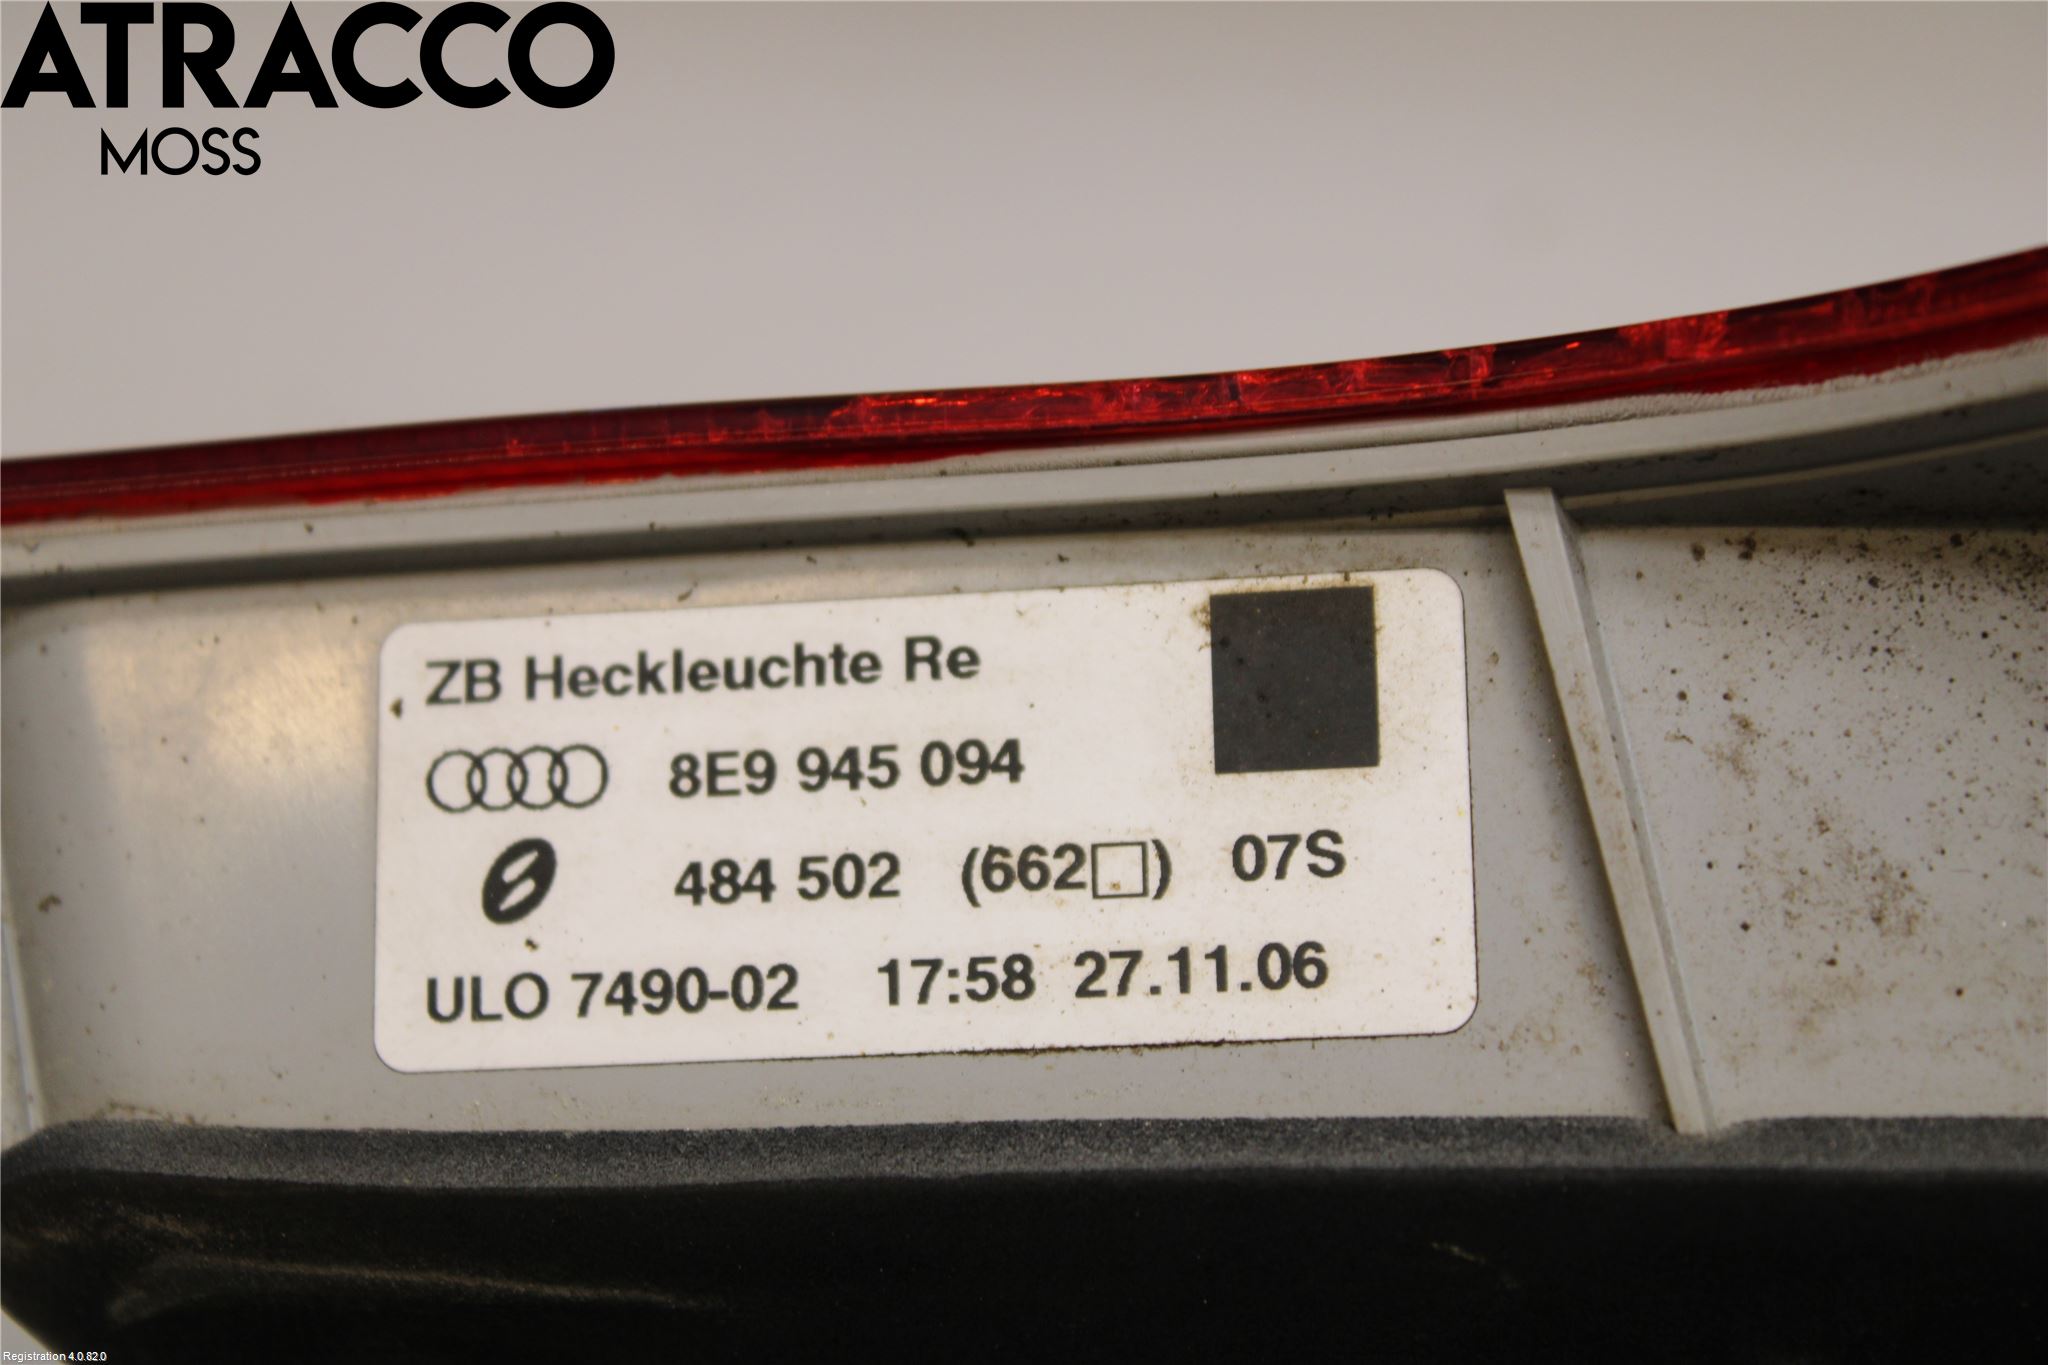 ATRACCO
MOSS
ZB Heckleuchte Re
8E9 945 094
484 502 (662□) 07S
ULO 7490-02 17:58 27.11.06
Registration 4.0.82.0